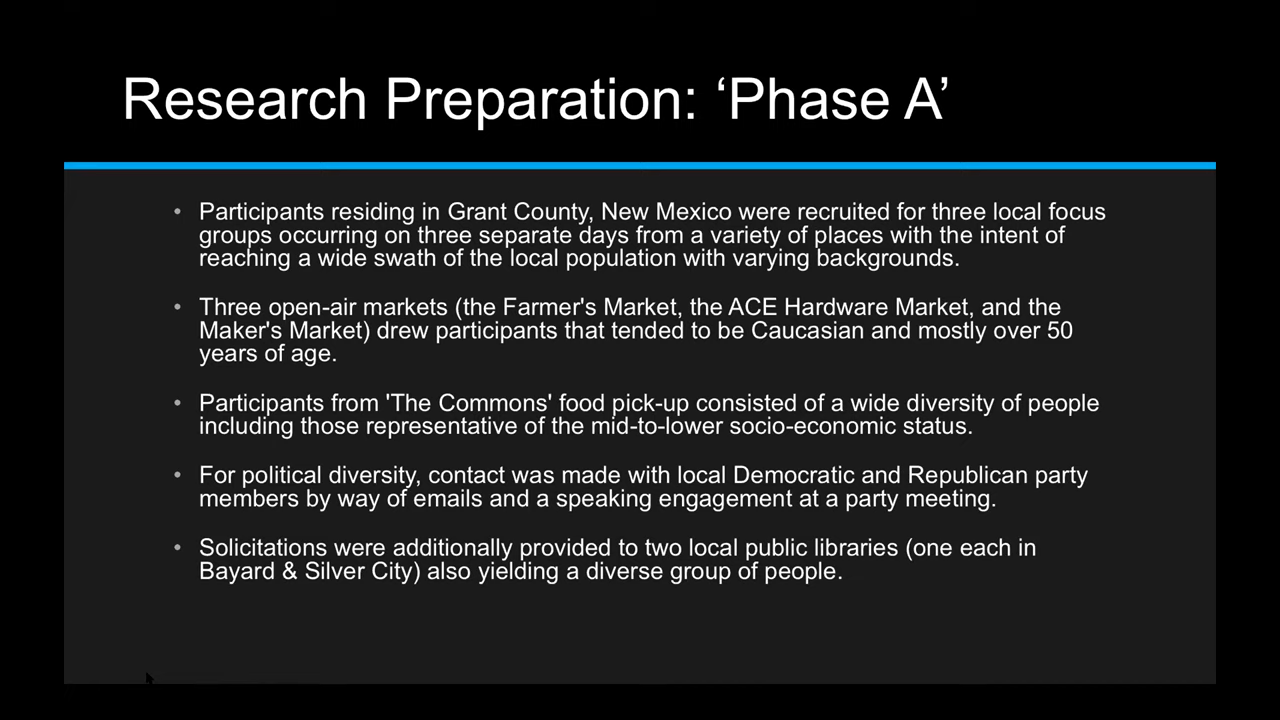 Research Preparation: ‘Phase A’
• Participants residing in Grant County, New Mexico were recruited for three local focus
groups occurring on three separate days from a variety of places with the intent of
reaching a wide swath of the local population with varying backgrounds.
• Three open-air markets (the Farmer's Market, the ACE Hardware Market, and the
Maker's Market) drew participants that tended to be Caucasian and mostly over 50
years of age.
• Participants from 'The Commons' food pick-up consisted of a wide diversity of people
including those representative of the mid-to-lower socio-economic status.
• For political diversity, contact was made with local Democratic and Republican party
members by way of emails and a speaking engagement at a party meeting.
• Solicitations were additionally provided to two local public libraries (one each in
Bayard & Silver City) also yielding a diverse group of people.